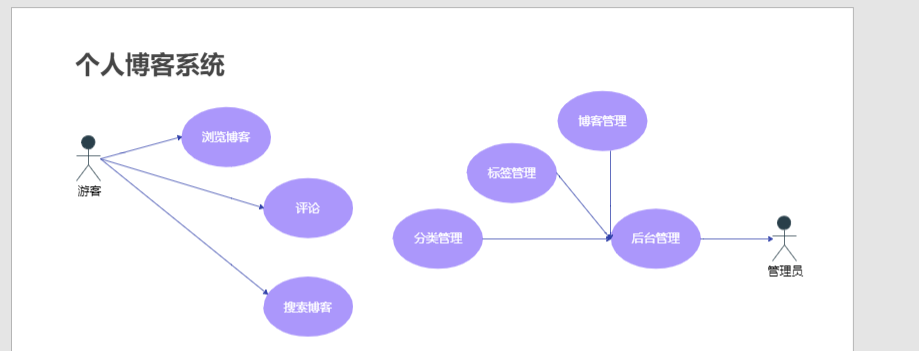 个人博客系统
浏览博客
博客管理
标签管理
游客
评论
分类管理
后台管理
管理员
搜索博客